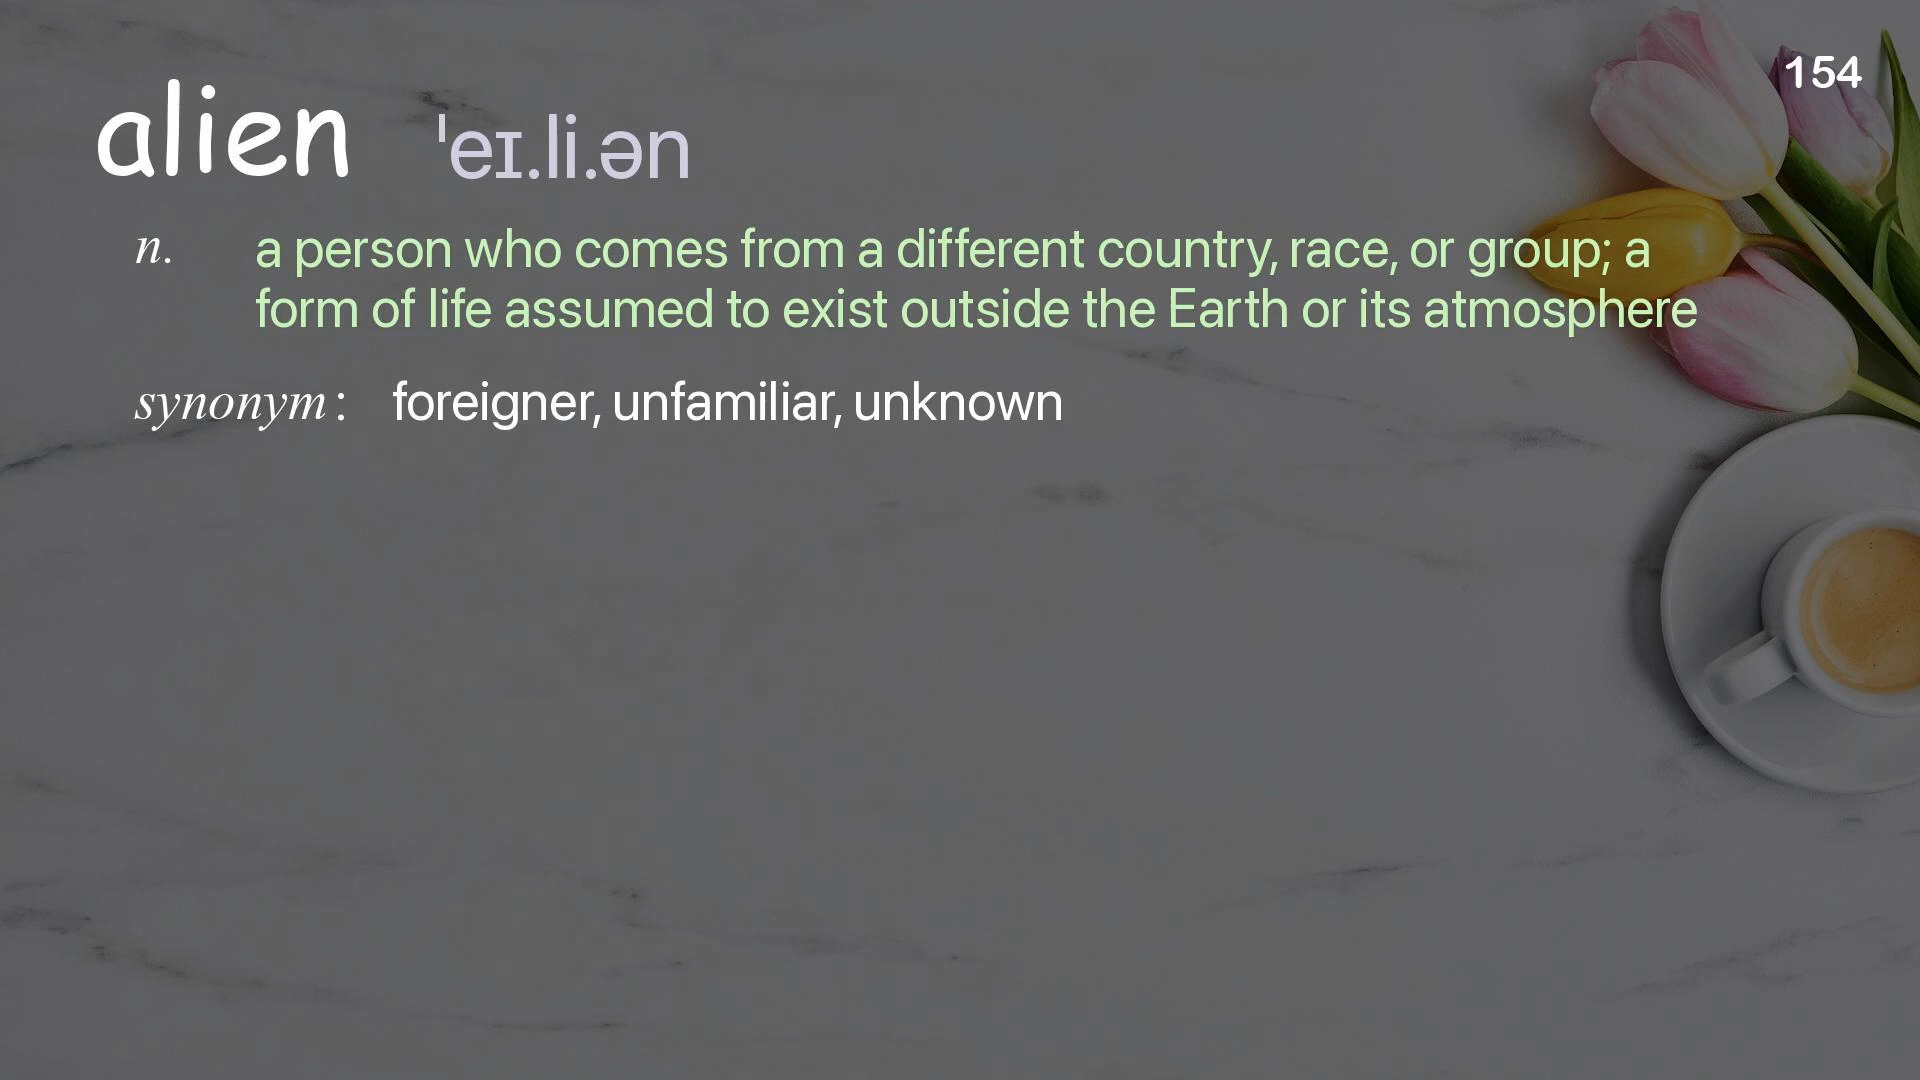 154
alien ˈeɪ.li.ən
n. a person who comes from a different country, race, or group; a
form of life assumed to exist outside the Earth or its atmosphere
synonym : foreigner, unfamiliar, unknown